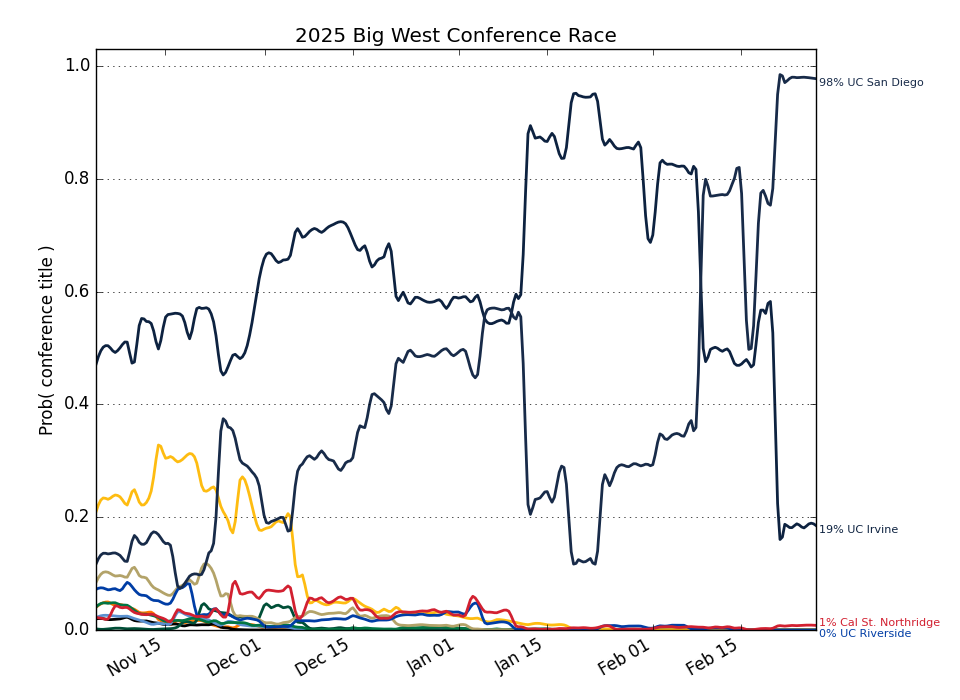 2025 Big West Conference Race
Prob( conference title )
1.0
0.8
0.6
0.4
0.2
0.0
Nov 15
Dec 01
Dec 15
Jan 01
Jan 15
Feb 01
Feb 15
98% UC San Diego
19% UC Irvine
1% Cal St. Northridge
0% UC Riverside